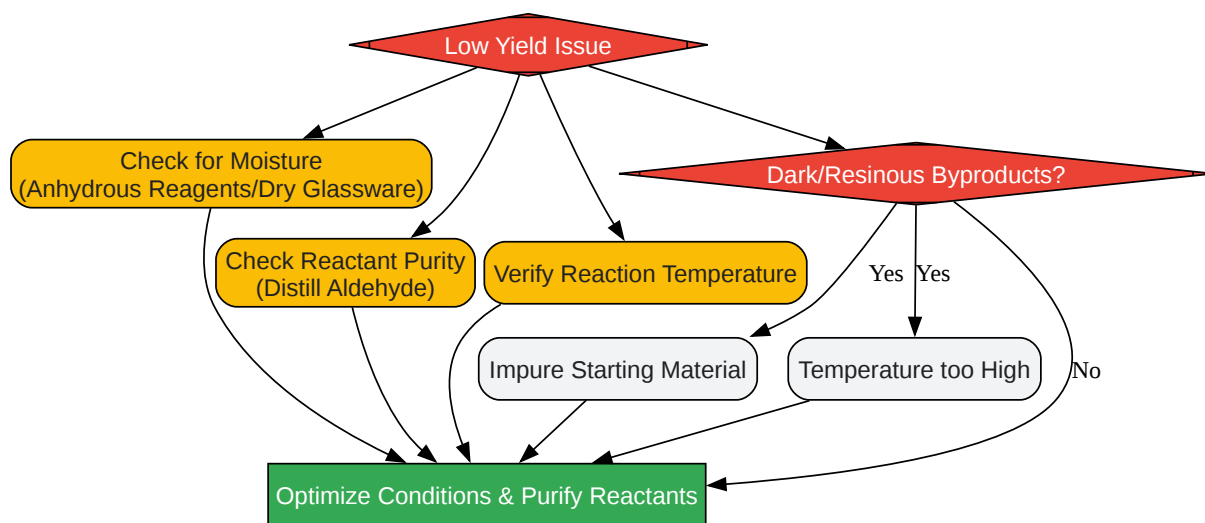 Low Yield Issue
Check for Moisture
(Anhydrous Reagents/Dry Glassware)
Dark/Resinous Byproducts?
Check Reactant Purity
(Distill Aldehyde)
Verify Reaction Temperature
Yes
Yes
Impure Starting Material
Temperature too High
No
Optimize Conditions & Purify Reactants